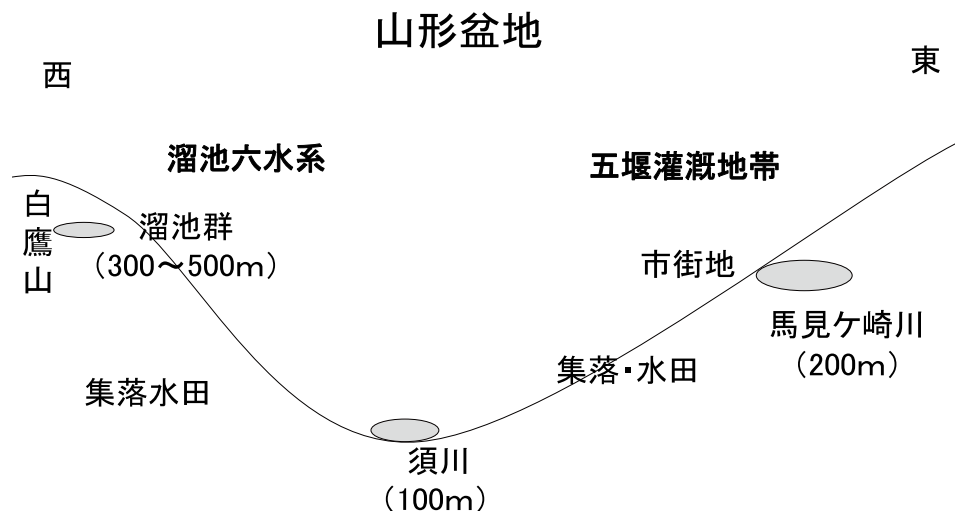 山形盆地
西
東
溜池六水系
五堰灌漑地帯
白鷹山
溜池群
（300～500m）
市街地
馬見ケ崎川
（200m）
集落・水田
集落水田
須川
（100m）